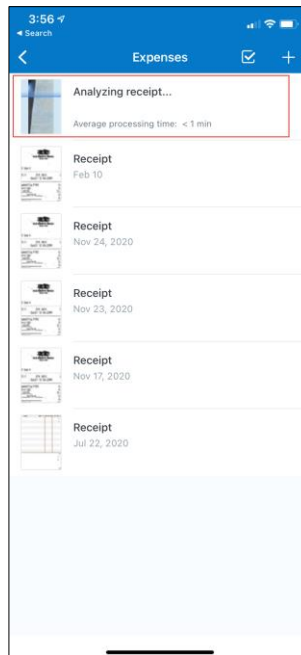 3:56
Search
Expenses
Analyzing receipt...
Average processing time: < 1 min
Receipt
Feb 10
Receipt
Nov 24, 2020
Receipt
Nov 23, 2020
Receipt
Nov 17, 2020
Receipt
Jul 22, 2020